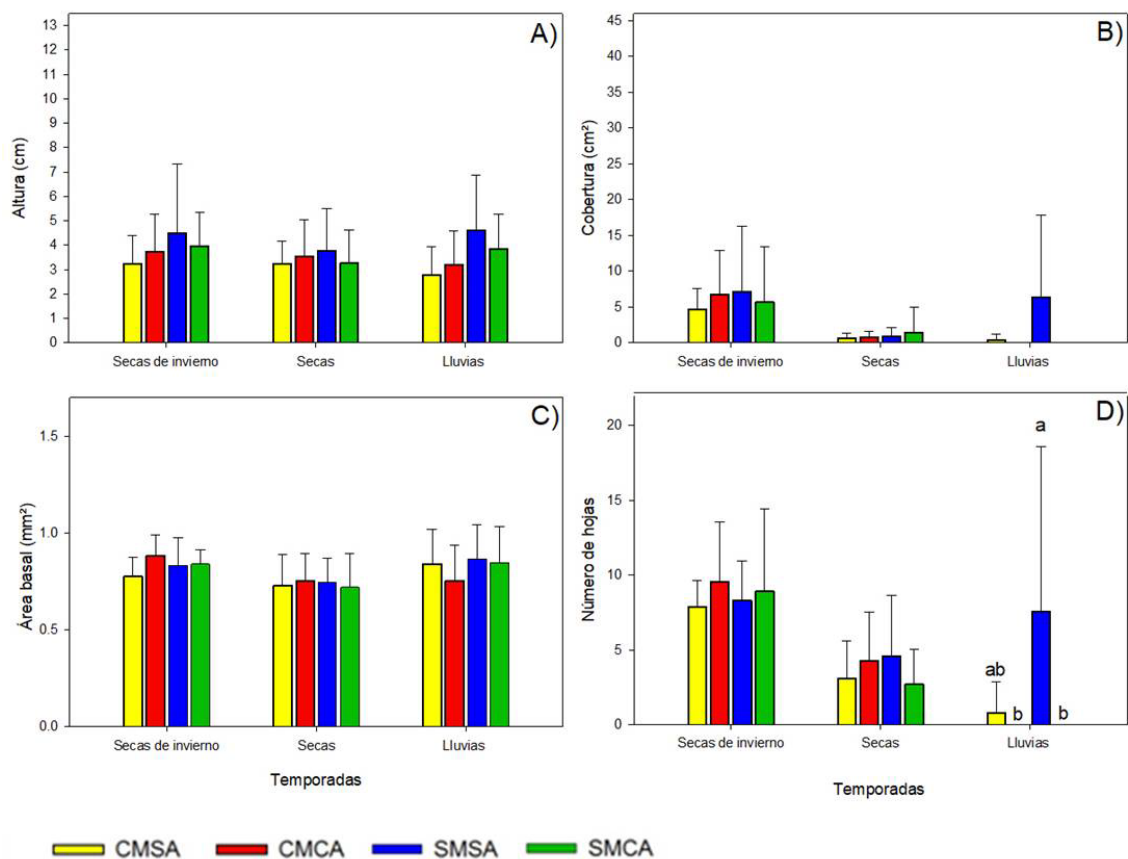 A)
13
12
11
10
9
8
7
6
5
4
3
2
1
0
Altura (cm)
Secas de invierno Secas Lluvias
B)
45
40
35
30
25
20
15
10
5
0
Cobertura (cm²)
Secas de invierno Secas Lluvias
C)
1.5
1.0
0.5
0.0
Área basal (mm²)
Secas de invierno Secas Lluvias
Temporadas
D)
20
15
10
5
0
Número de hojas
a
ab
b b
Secas de invierno Secas Lluvias
Temporadas
CMSA CMCA SMSA SMCA